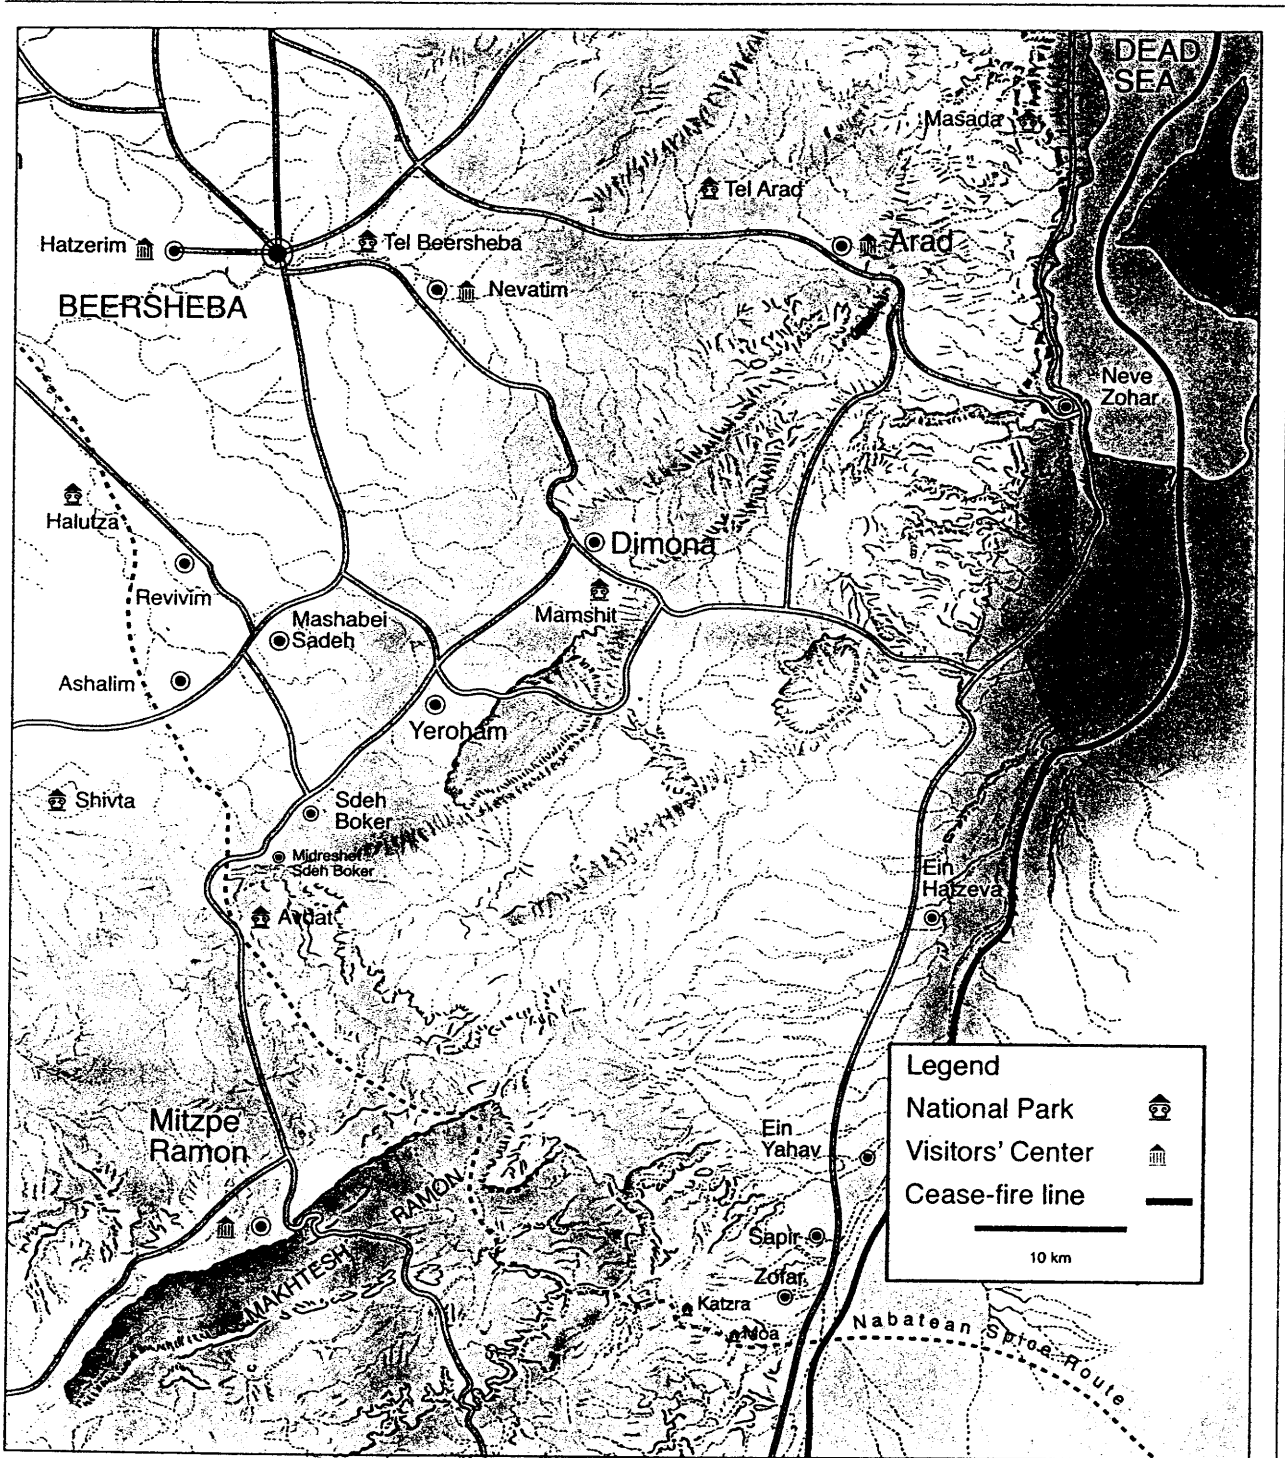 DEAD
SEA
Masada
Tel Arad
Hatzerim
Tel Beersheba
Arad
Nevatim
BEERSHEBA
Neve
Zohar
Halutza
Dimona
Revivim
Mamshit
Mashabei
Sadeh
Ashalim
Yeroham
Shivta
Sdeh
Boker
Midreshet
Sdeh Boker
Ein
Hatzeva
Avdat
Legend
National Park
Visitors' Center
Cease-fire line
10 km
Mitzpe
Ramon
Ein
Yahav
MAKHTESH RAMON
Sapir
Zofar
Katzra
Moa
Nabatean Spice Route